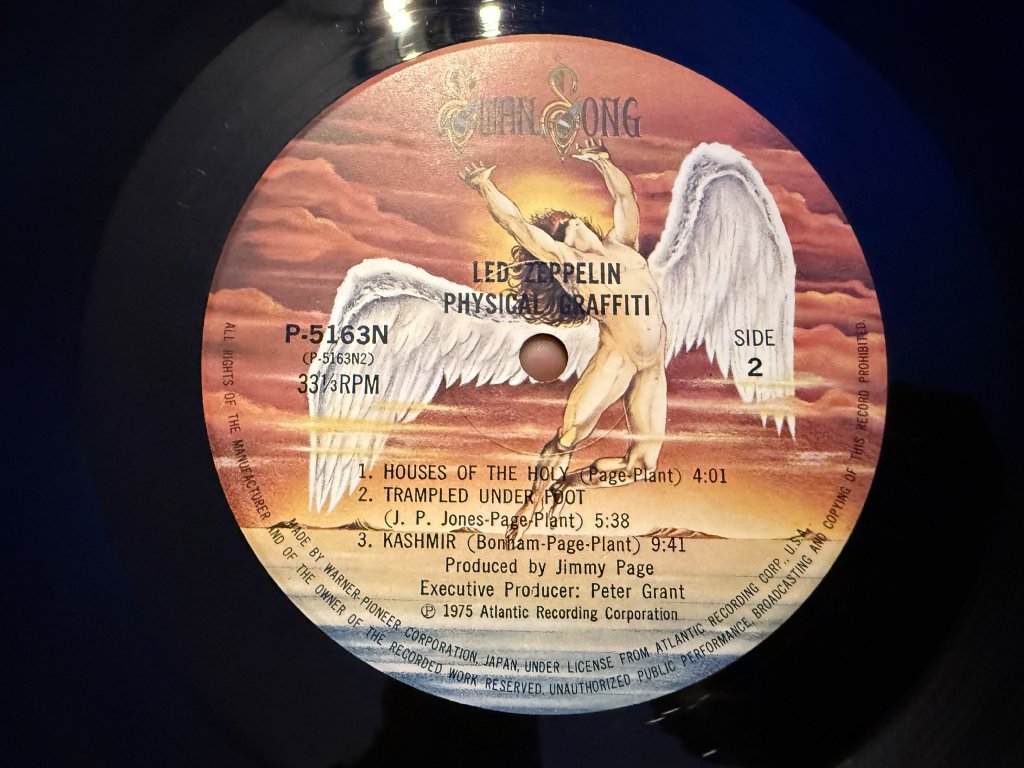 SWAN SONG
LED ZEPPELIN
PHYSICAL GRAFFITI
P-5163N
(P-5163N2)
33 1/3 RPM
SIDE
2
1. HOUSES OF THE HOLY (Page-Plant) 4:01
2. TRAMPLED UNDER FOOT
(J. P. Jones-Page-Plant) 5:38
3. KASHMIR (Bonham-Page-Plant) 9:41
Produced by Jimmy Page
Executive Producer: Peter Grant
Ⓟ 1975 Atlantic Recording Corporation
MADE BY WARNER-PIONEER CORPORATION, JAPAN, UNDER LICENSE FROM ATLANTIC RECORDING CORP., U.S.A.
ALL RIGHTS OF THE MANUFACTURER AND OF THE OWNER OF THE RECORDED WORK RESERVED. UNAUTHORIZED PUBLIC PERFORMANCE, BROADCASTING AND COPYING OF THIS RECORD PROHIBITED.